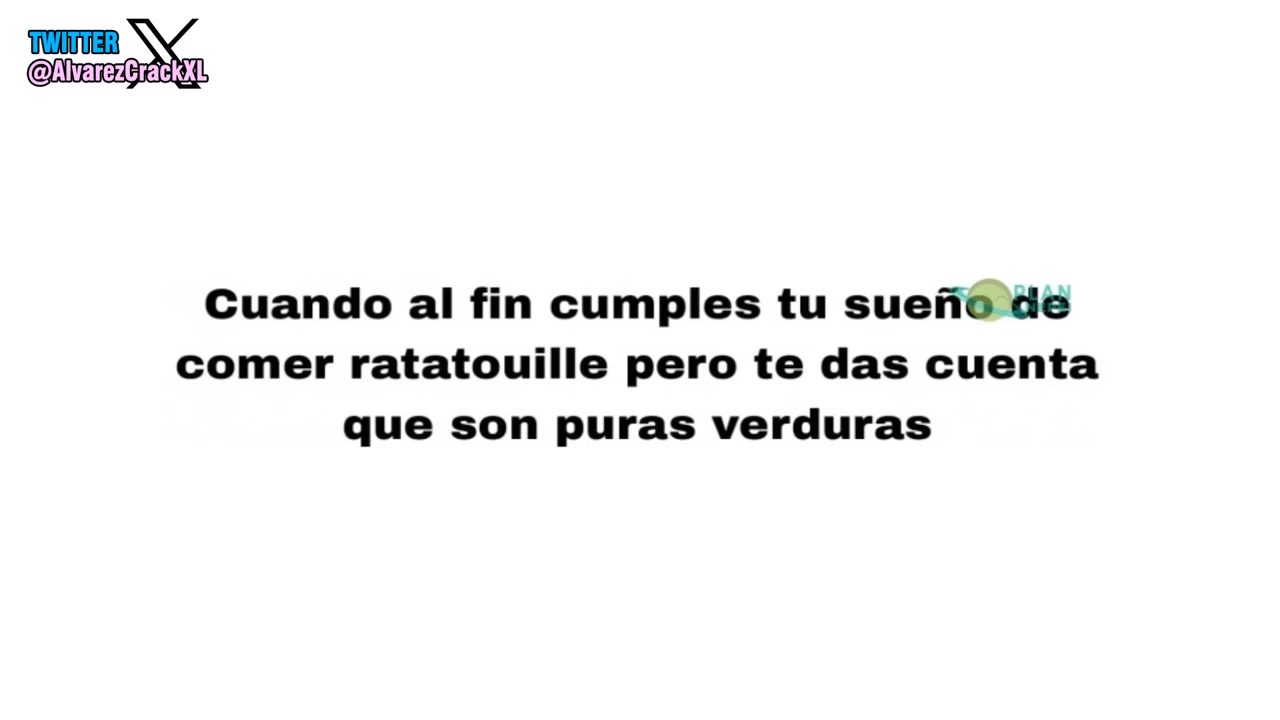 TWITTER
@AlvarezCrackXL
Cuando al fin cumples tu sueño de
comer ratatouille pero te das cuenta
que son puras verduras
PLAN